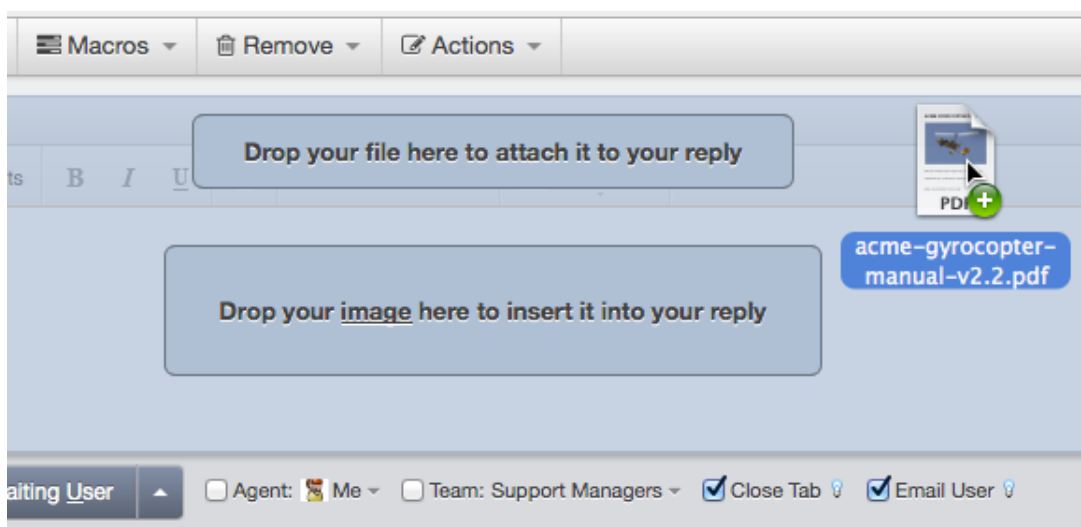 Macros
Remove
Actions
Drop your file here to attach it to your reply
ts B I U
PDF
acme-gyrocopter-
manual-v2.2.pdf
Drop your image here to insert it into your reply
aiting User
Agent: Me
Team: Support Managers
Close Tab
Email User